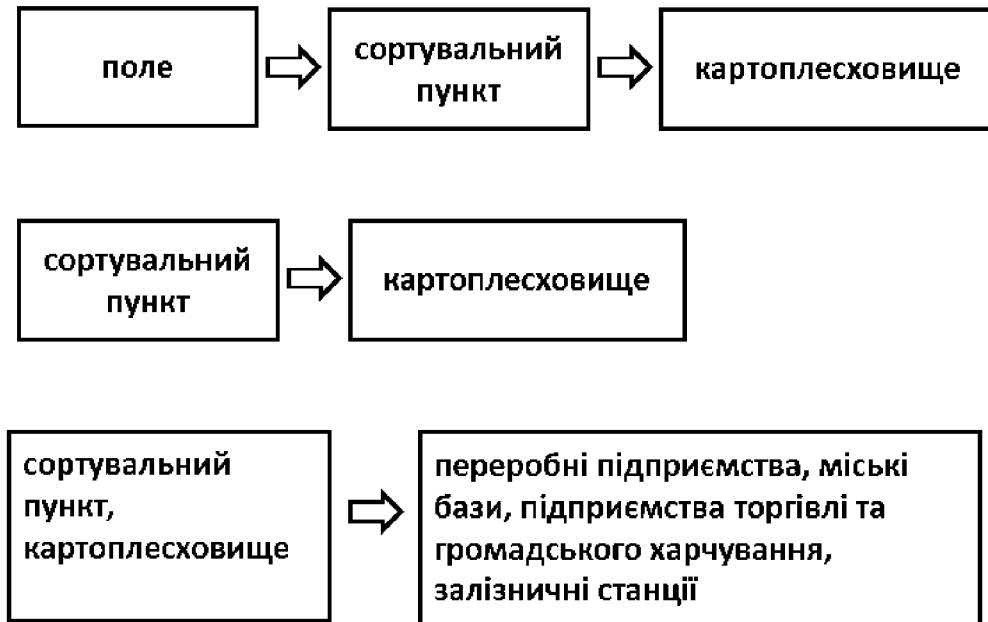 поле
сортувальний
пункт
картоплесховище
сортувальний
пункт
картоплесховище
сортувальний
пункт,
картоплесховище
переробні підприємства, міські
бази, підприємства торгівлі та
громадського харчування,
залізничні станції